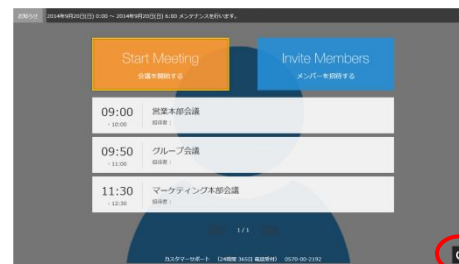 お知らせ 2014年9月20日(日) 0:00 ~ 2014年9月20日(日) 6:00 メンテナンスを行います。
Start Meeting
会議を開始する
Invite Members
メンバーを招待する
09:00 営業本部会議
- 10:00 招待者:
09:50 グループ会議
- 11:00 招待者:
11:30 マーケティング本部会議
- 12:30 招待者:
1/1
カスタマーサポート (24時間 365日 電話受付) 0570-00-2192